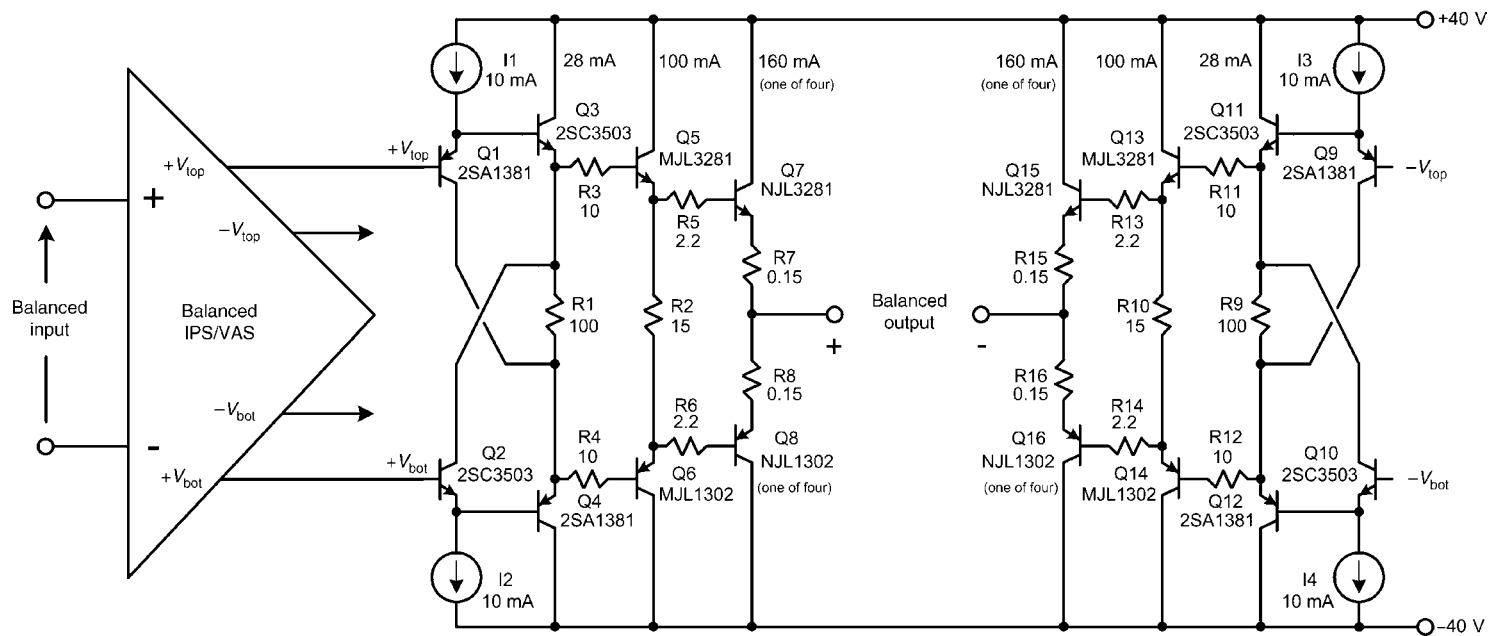 +40 V
I1
10 mA
28 mA
100 mA
160 mA
(one of four)
160 mA
(one of four)
100 mA
28 mA
I3
10 mA
Q3
2SC3503
Q11
2SC3503
Q5
MJL3281
Q13
MJL3281
+Vtop
Q1
2SA1381
Q9
2SA1381
−Vtop
+Vtop
Q7
NJL3281
Q15
NJL3281
R3
10
R11
10
R5
2.2
R13
2.2
+
−Vtop
R7
0.15
R15
0.15
Balanced
input
Balanced
IPS/VAS
R1
100
R2
15
Balanced
output
+
-
R10
15
R9
100
R8
0.15
R16
0.15
−Vbot
-
+Vbot
R6
2.2
R14
2.2
+Vbot
Q2
2SC3503
R4
10
Q8
NJL1302
(one of four)
Q16
NJL1302
(one of four)
R12
10
Q10
2SC3503
−Vbot
Q6
MJL1302
Q14
MJL1302
Q4
2SA1381
Q12
2SA1381
I2
10 mA
I4
10 mA
−40 V